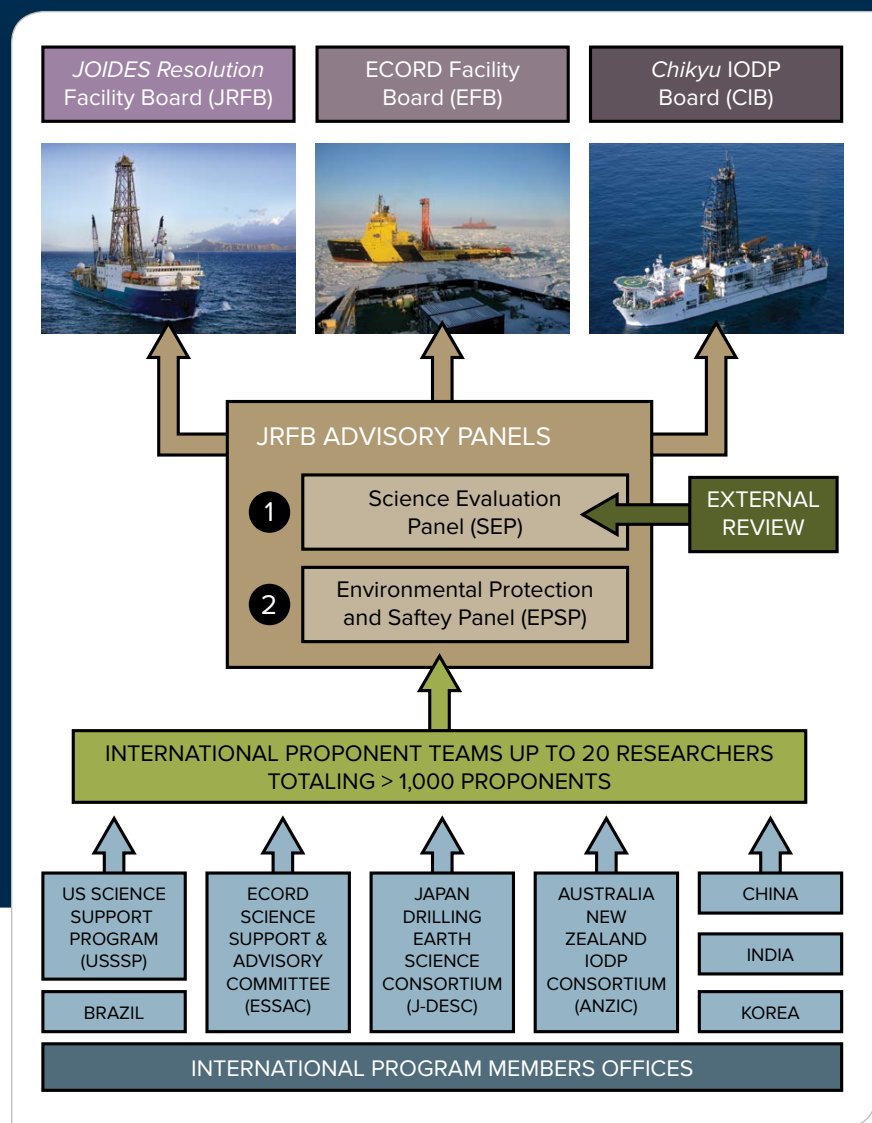 JOIDES Resolution
Facility Board (JRFB)
ECORD Facility
Board (EFB)
Chikyu IODP
Board (CIB)
JRFB ADVISORY PANELS
1
Science Evaluation
Panel (SEP)
EXTERNAL
REVIEW
2
Environmental Protection
and Saftey Panel (EPSP)
INTERNATIONAL PROPONENT TEAMS UP TO 20 RESEARCHERS
TOTALING > 1,000 PROPONENTS
US SCIENCE
SUPPORT
PROGRAM
(USSSP)
BRAZIL
ECORD
SCIENCE
SUPPORT &
ADVISORY
COMMITTEE
(ESSAC)
JAPAN
DRILLING
EARTH
SCIENCE
CONSORTIUM
(J-DESC)
AUSTRALIA
NEW
ZEALAND
IODP
CONSORTIUM
(ANZIC)
CHINA
INDIA
KOREA
INTERNATIONAL PROGRAM MEMBERS OFFICES